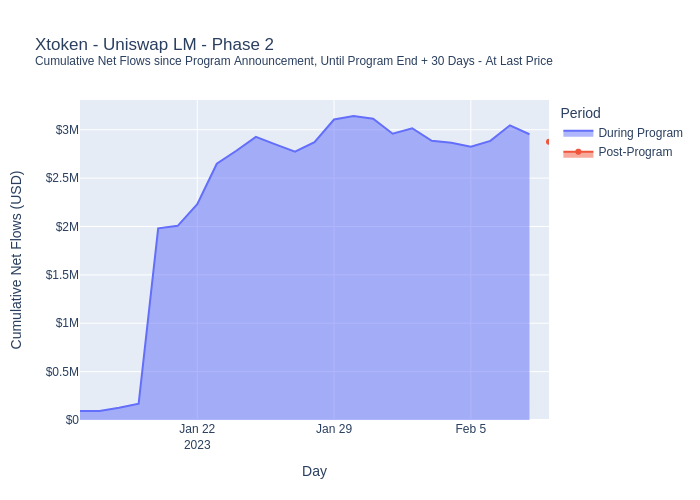 Xtoken - Uniswap LM - Phase 2
Cumulative Net Flows since Program Announcement, Until Program End + 30 Days - At Last Price
Period
During Program
Post-Program
Cumulative Net Flows (USD)
$3M
$2.5M
$2M
$1.5M
$1M
$0.5M
$0
Jan 22
2023
Jan 29
Feb 5
Day